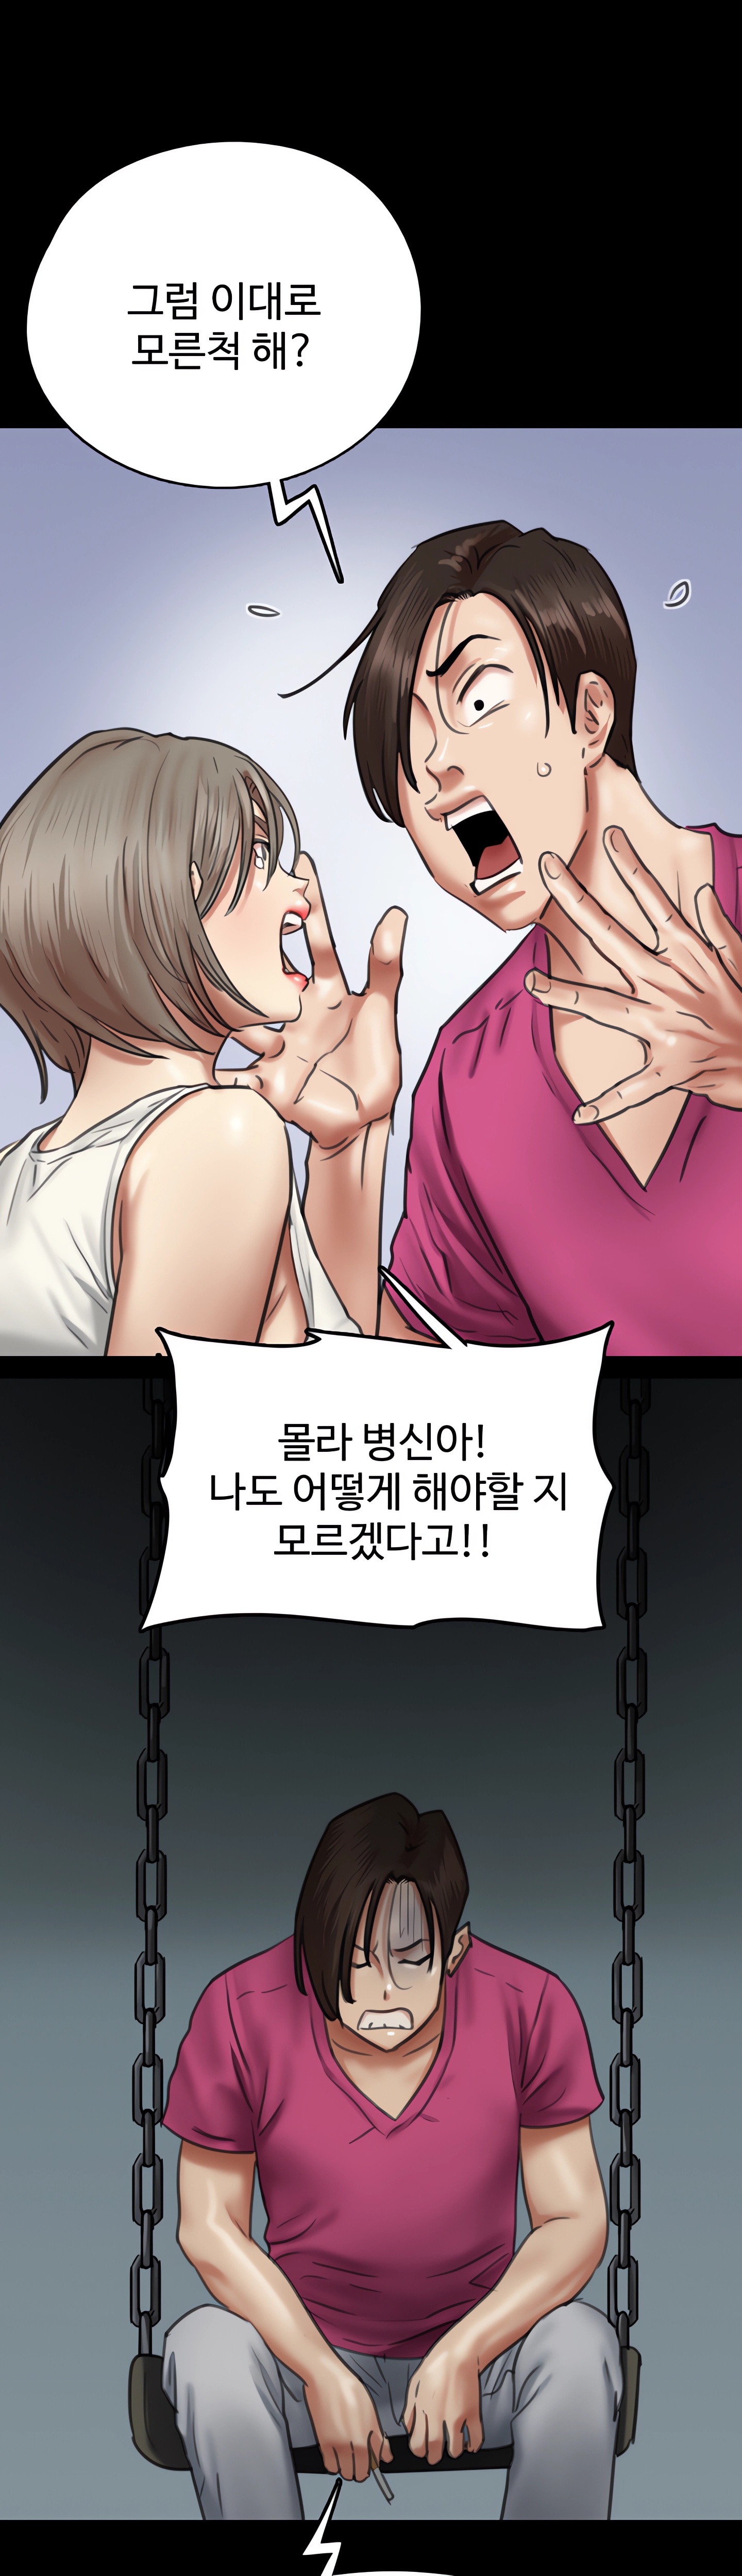 그럼 이대로
모른척 해?
몰라 병신아!
나도 어떻게 해야할 지
모르겠다고!!